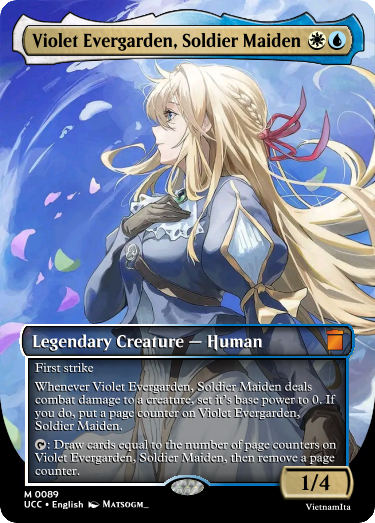 Violet Evergarden, Soldier Maiden
Legendary Creature — Human
First strike
Whenever Violet Evergarden, Soldier Maiden deals
combat damage to a creature, set it's base power to 0. If
you do, put a page counter on Violet Evergarden,
Soldier Maiden.
: Draw cards equal to the number of page counters on
Violet Evergarden, Soldier Maiden, then remove a page
counter.
1/4
M 0089
UCC • English MATSOGM_
VietnamIta